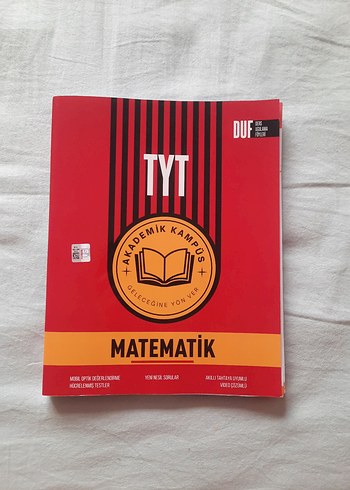 DUF
DERS
UYGULAMA
FÖYLERİ
TYT
AKADEMİK KAMPÜS
GELECEĞİNE YÖN VER
MATEMATİK
MOBİL OPTİK DEĞERLENDİRME
HÜCRELENMİŞ TESTLER
YENİ NESİL SORULAR
AKILLI TAHTAYA UYUMLU
VİDEO ÇÖZÜMLÜ